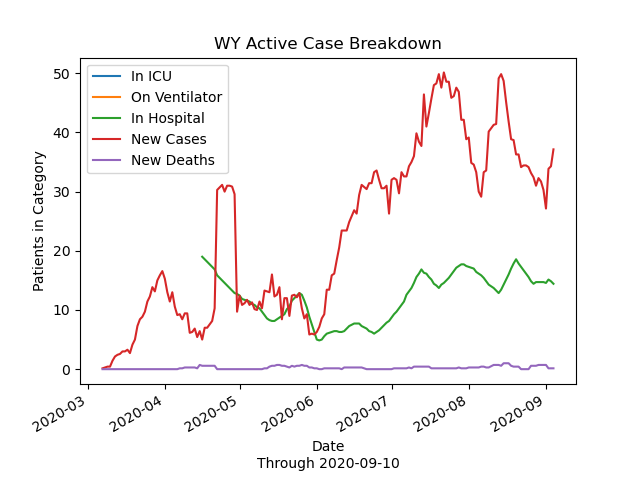 WY Active Case Breakdown
In ICU
On Ventilator
In Hospital
New Cases
New Deaths
Patients in Category
50
40
30
20
10
0
2020-03
2020-04
2020-05
2020-06
2020-07
2020-08
2020-09
Date
Through 2020-09-10